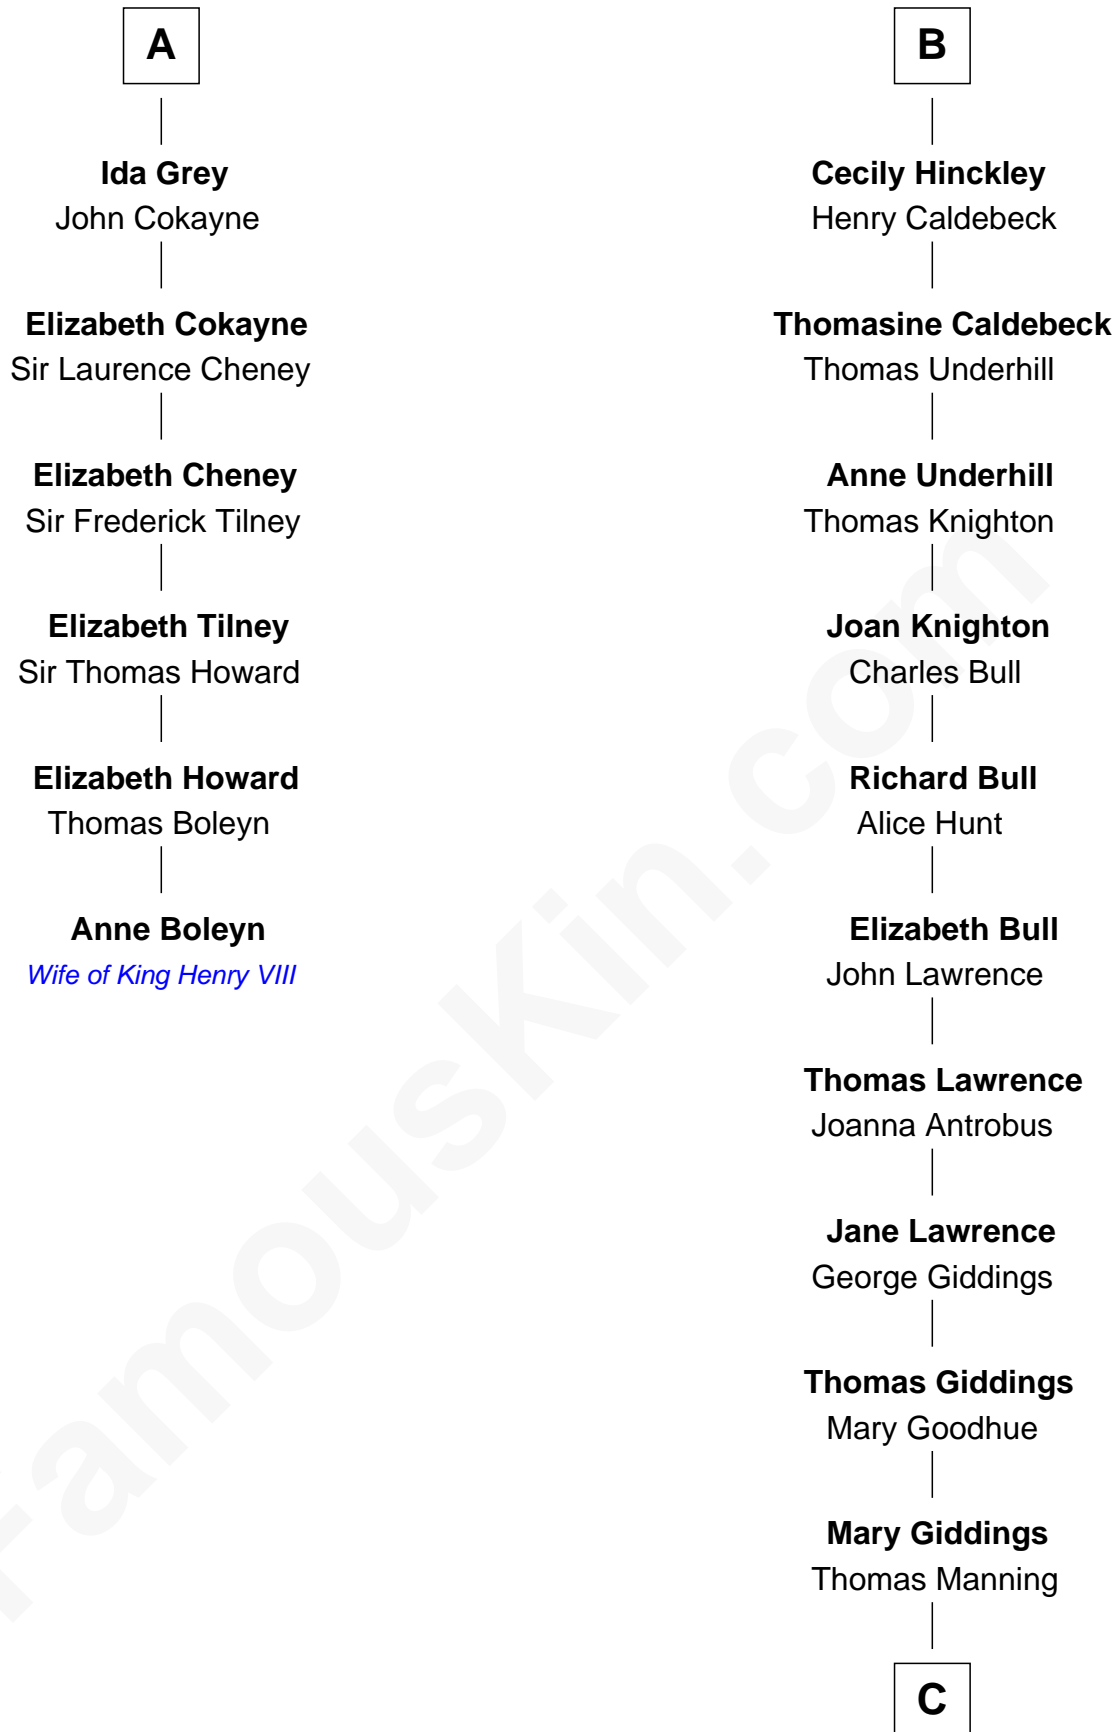 A
Ida Grey
John Cokayne
Elizabeth Cokayne
Sir Laurence Cheney
Elizabeth Cheney
Sir Frederick Tilney
Elizabeth Tilney
Sir Thomas Howard
Elizabeth Howard
Thomas Boleyn
Anne Boleyn
Wife of King Henry VIII
B
Cecily Hinckley
Henry Caldebeck
Thomasine Caldebeck
Thomas Underhill
Anne Underhill
Thomas Knighton
Joan Knighton
Charles Bull
Richard Bull
Alice Hunt
Elizabeth Bull
John Lawrence
Thomas Lawrence
Joanna Antrobus
Jane Lawrence
George Giddings
Thomas Giddings
Mary Goodhue
Mary Giddings
Thomas Manning
C
FamousKin.com